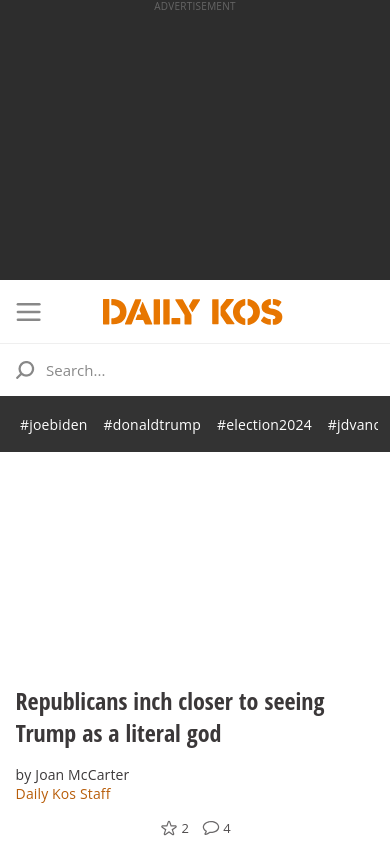 ADVERTISEMENT
DAILY KOS
Search...
#joebiden #donaldtrump #election2024 #jdvanc
Republicans inch closer to seeing
Trump as a literal god
by Joan McCarter
Daily Kos Staff
2 4